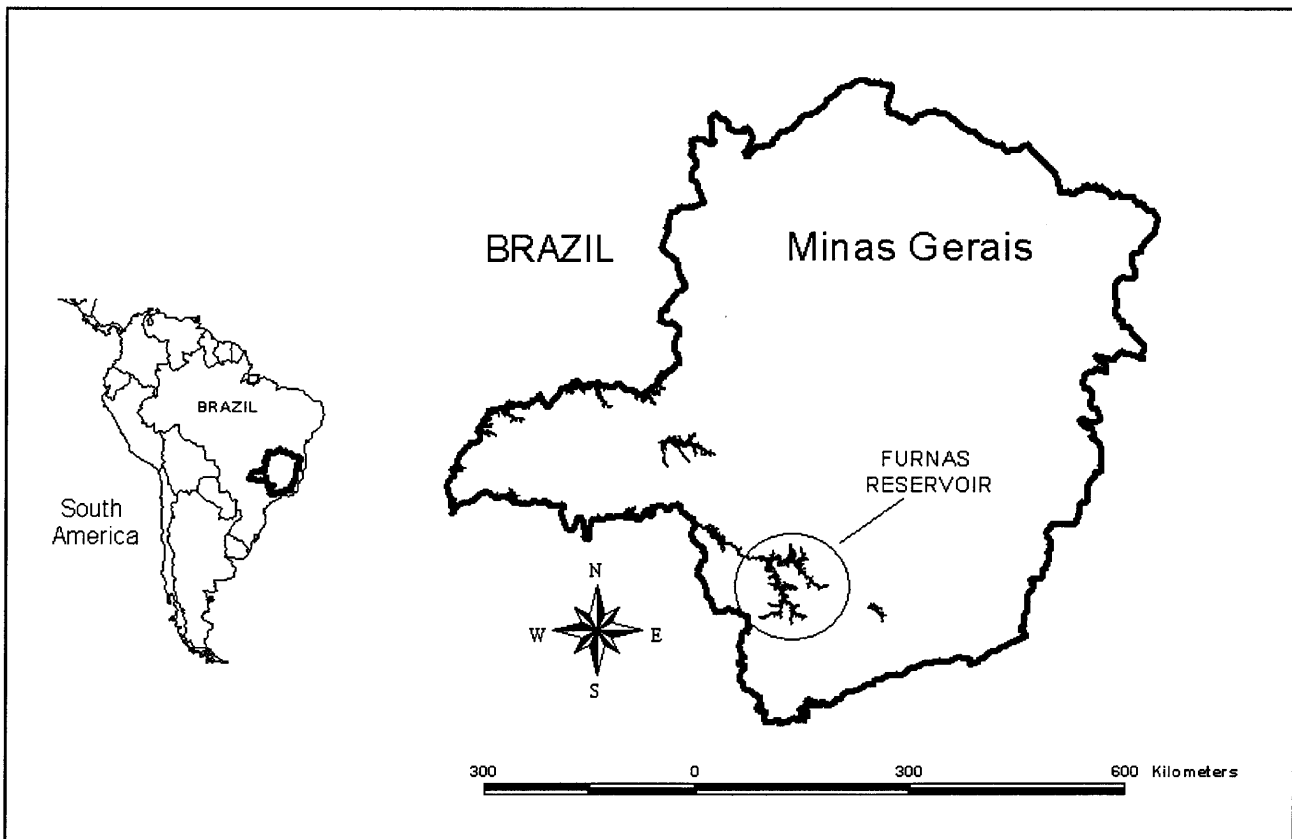 BRAZIL
Minas Gerais
BRAZIL
South
America
FURNAS
RESERVOIR
N
W
E
S
300 0 300 600 Kilometers